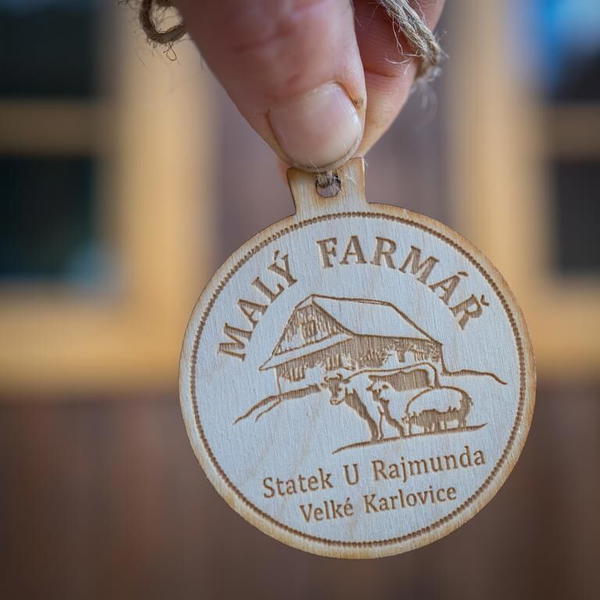 MALÝ FARMÁŘ
Statek U Rajmunda
Velké Karlovice